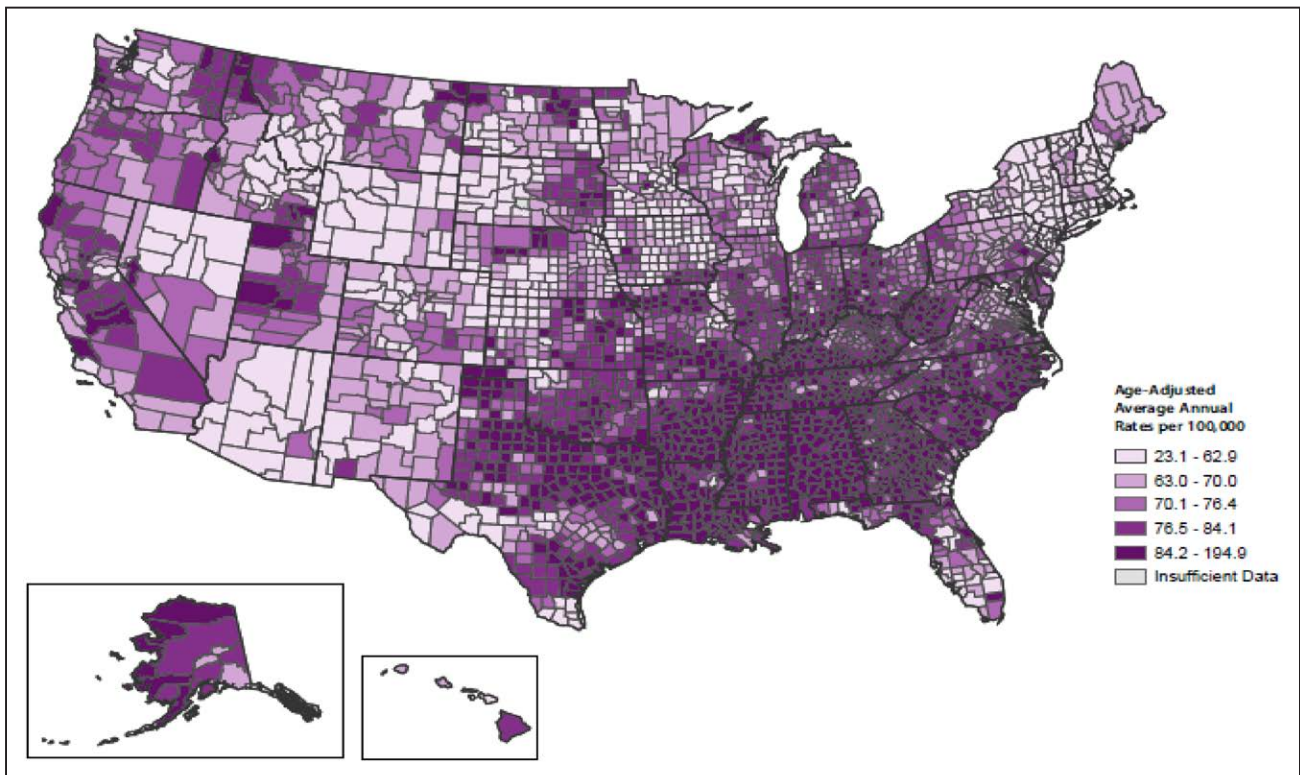 Age-Adjusted
Average Annual
Rates per 100,000
23.1 - 62.9
63.0 - 70.0
70.1 - 76.4
76.5 - 84.1
84.2 - 194.9
Insufficient Data